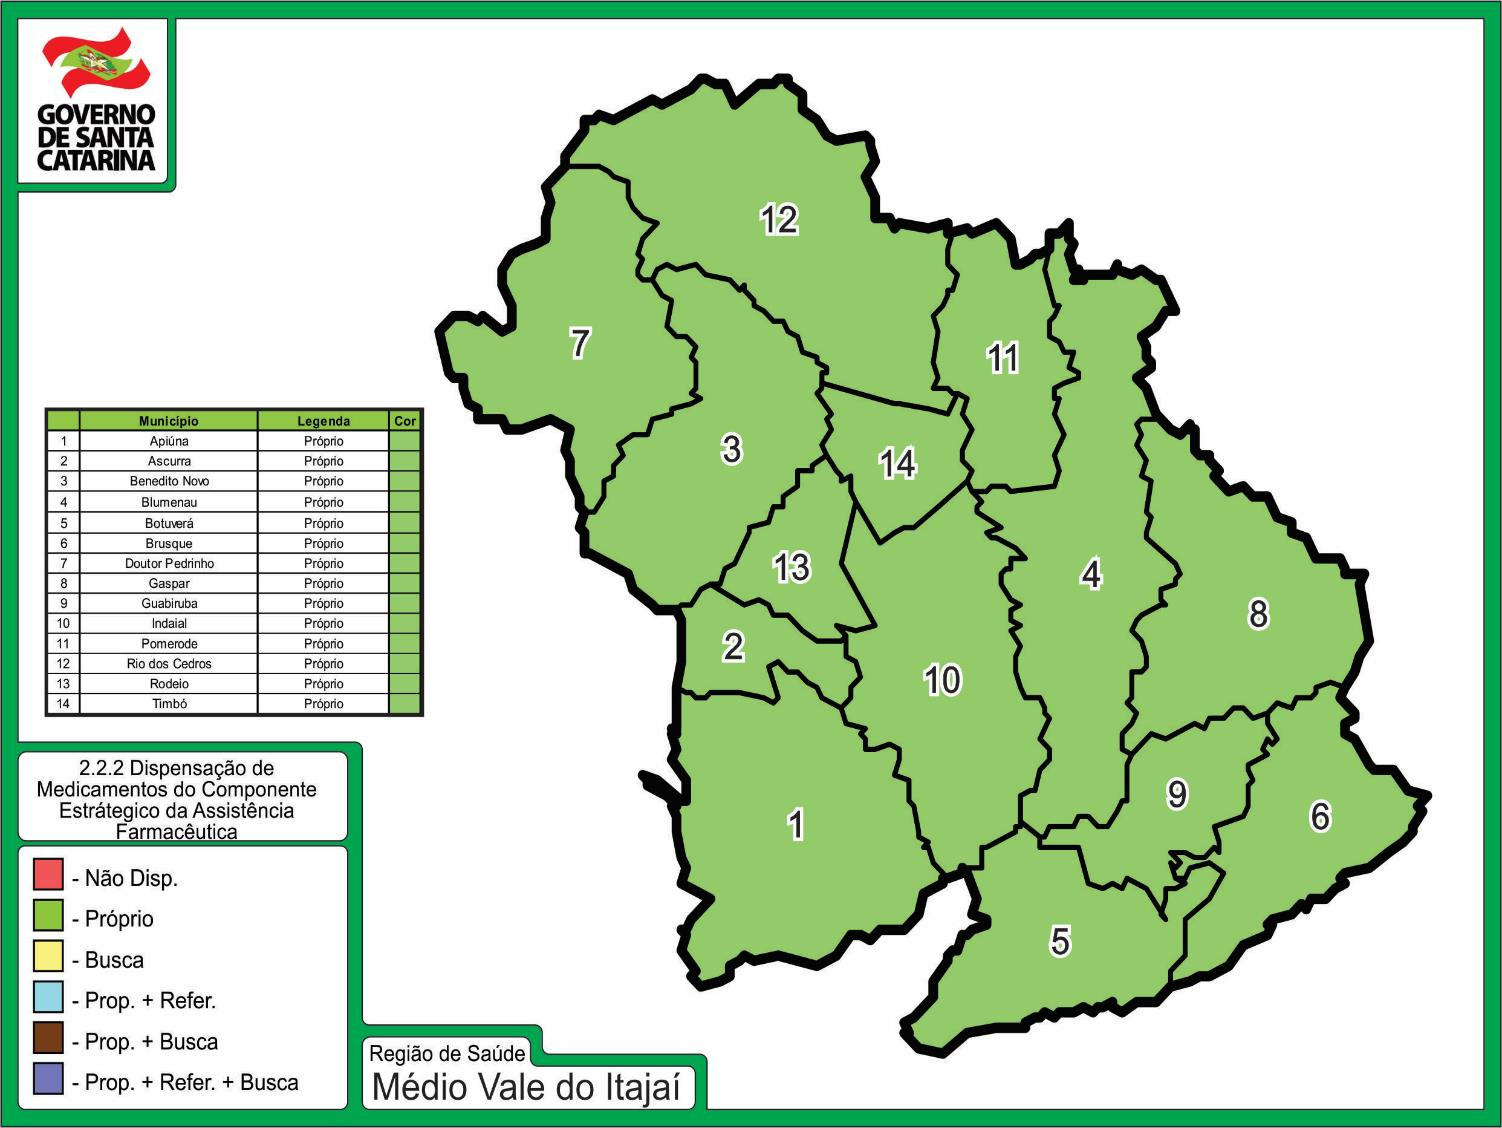 GOVERNO
DE SANTA
CATARINA
12
7
11
3
14
13
4
8
2
10
9
6
1
5
Município Legenda Cor
1 Apiúna Próprio
2 Ascurra Próprio
3 Benedito Novo Próprio
4 Blumenau Próprio
5 Botuverá Próprio
6 Brusque Próprio
7 Doutor Pedrinho Próprio
8 Gaspar Próprio
9 Guabiruba Próprio
10 Indaial Próprio
11 Pomerode Próprio
12 Rio dos Cedros Próprio
13 Rodeio Próprio
14 Timbó Próprio
2.2.2 Dispensação de
Medicamentos do Componente
Estrátegico da Assistência
Farmacêutica
- Não Disp.
- Próprio
- Busca
- Prop. + Refer.
- Prop. + Busca
- Prop. + Refer. + Busca
Região de Saúde
Médio Vale do Itajaí